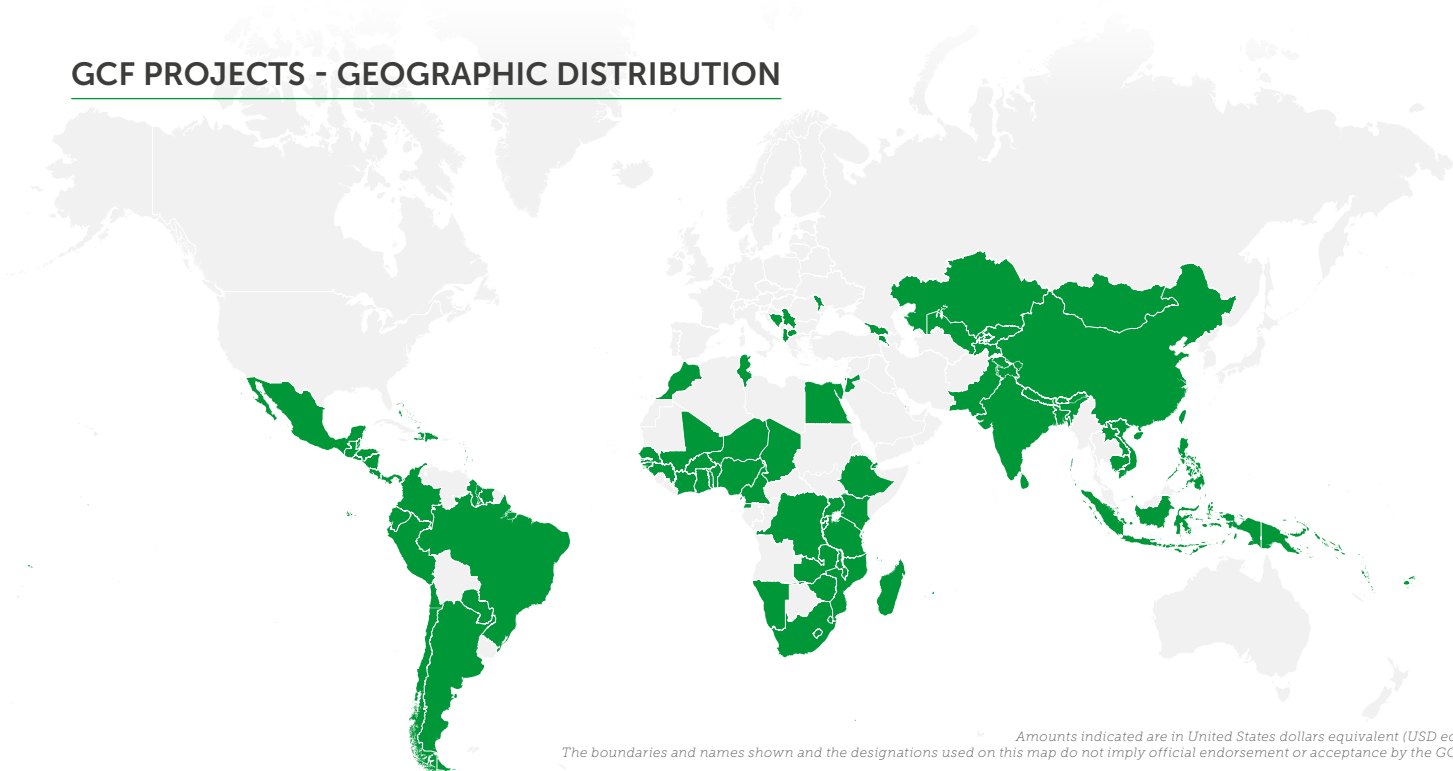 GCF PROJECTS - GEOGRAPHIC DISTRIBUTION
Amounts indicated are in United States dollars equivalent (USD
The boundaries and names shown and the designations used on this map do not imply official endorsement or acceptance by the